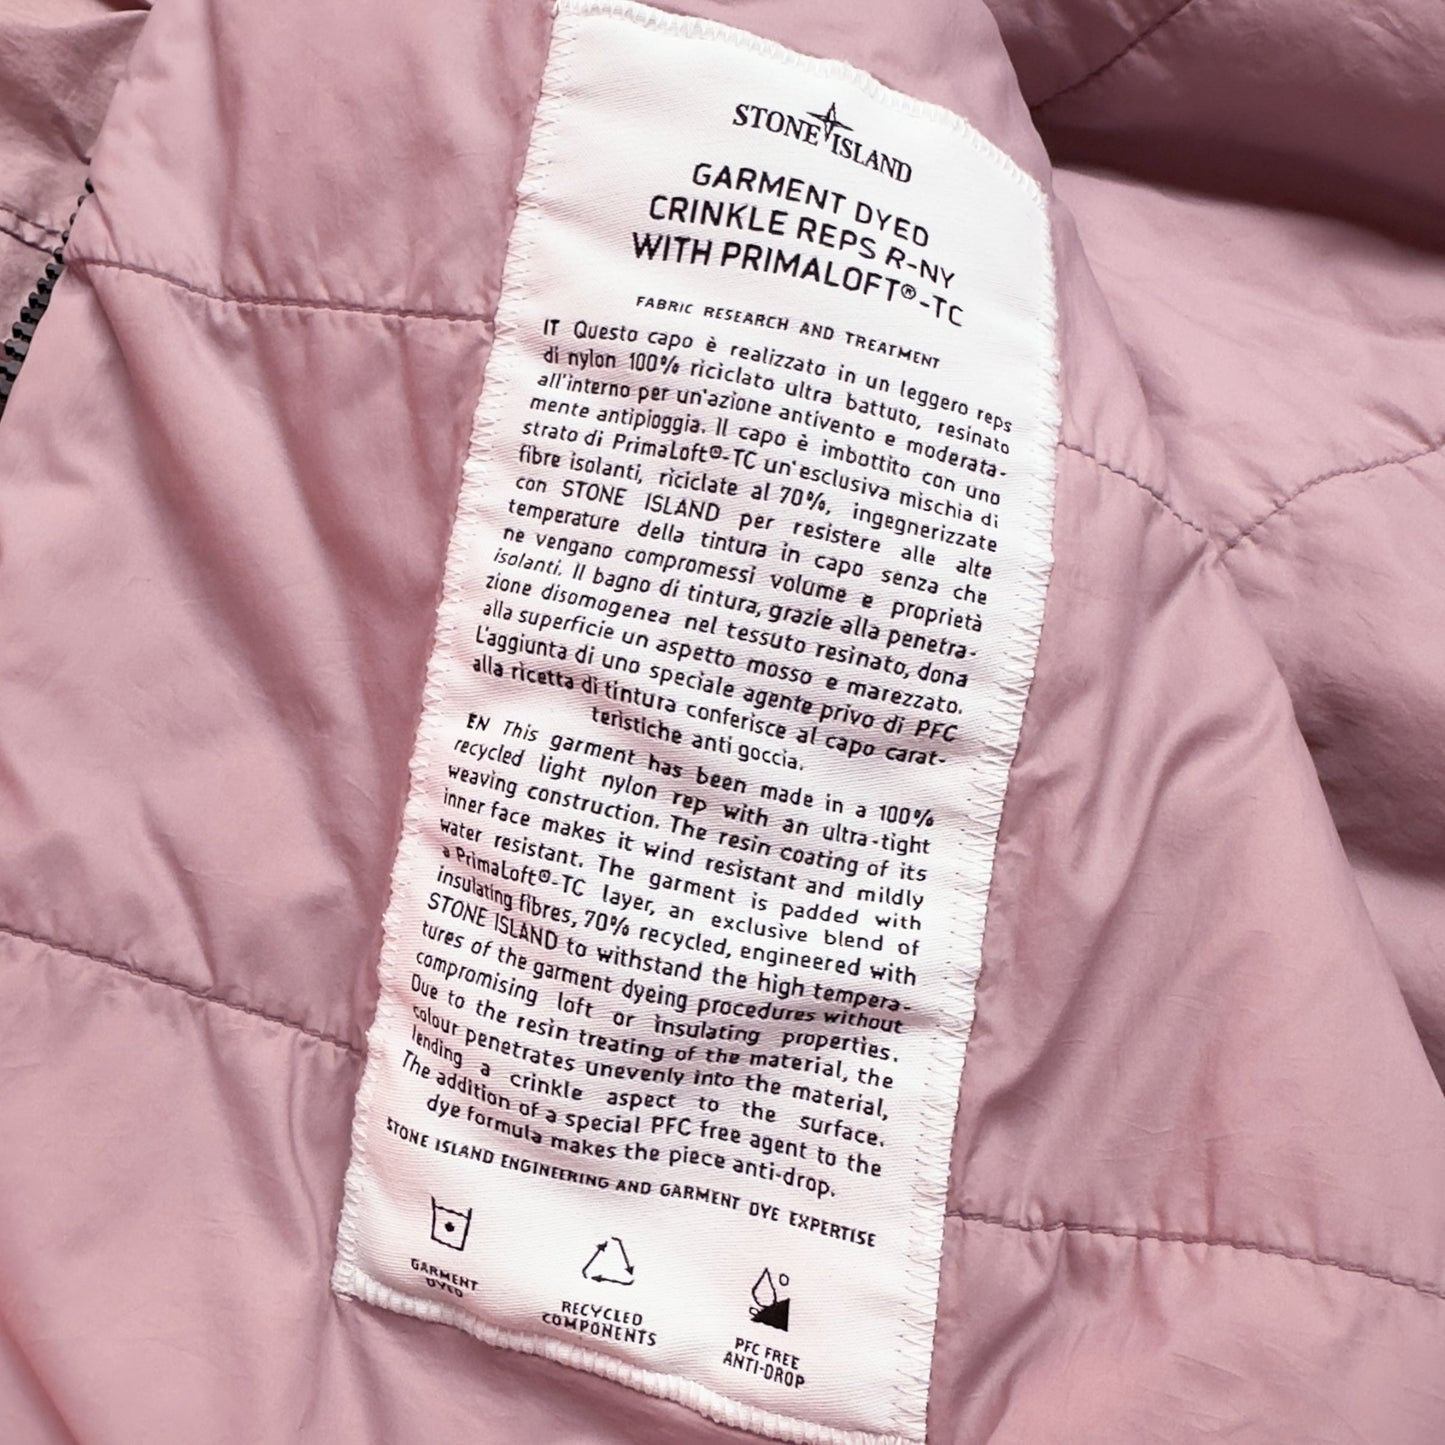 STONE ISLAND
GARMENT DYED
CRINKLE REPS R-NY
WITH PRIMALOFT®-TC
FABRIC RESEARCH AND TREATMENT
IT Questo capo è realizzato in un leggero reps
di nylon 100% riciclato ultra battuto, resinato
all'interno per un'azione antivento e moderata-
mente antipioggia. Il capo è imbottito con uno
strato di PrimaLoft®-TC un'esclusiva mischia di
fibre isolanti, riciclate al 70%, ingegnerizzate
con STONE ISLAND per resistere alle alte
temperature della tintura in capo senza che
ne vengano compromessi volume e proprietà
isolanti. Il bagno di tintura, grazie alla penetra-
zione disomogenea nel tessuto resinato, dona
alla superficie un aspetto mosso e marezzato.
L'aggiunta di uno speciale agente privo di PFC
alla ricetta di tintura conferisce al capo carat-
teristiche anti goccia.
EN This garment has been made in a 100%
recycled light nylon rep with an ultra-tight
weaving construction. The resin coating of its
inner face makes it wind resistant and mildly
water resistant. The garment is padded with
a PrimaLoft®-TC layer, an exclusive blend of
insulating fibres, 70% recycled, engineered with
STONE ISLAND to withstand the high tempera-
tures of the garment dyeing procedures without
compromising loft or insulating properties.
Due to the resin treating of the material, the
colour penetrates unevenly into the material,
lending a crinkle aspect to the surface.
The addition of a special PFC free agent to the
dye formula makes the piece anti-drop.
STONE ISLAND ENGINEERING AND GARMENT DYE EXPERTISE
GARMENT
DYED
RECYCLED
COMPONENTS
PFC FREE
ANTI-DROP